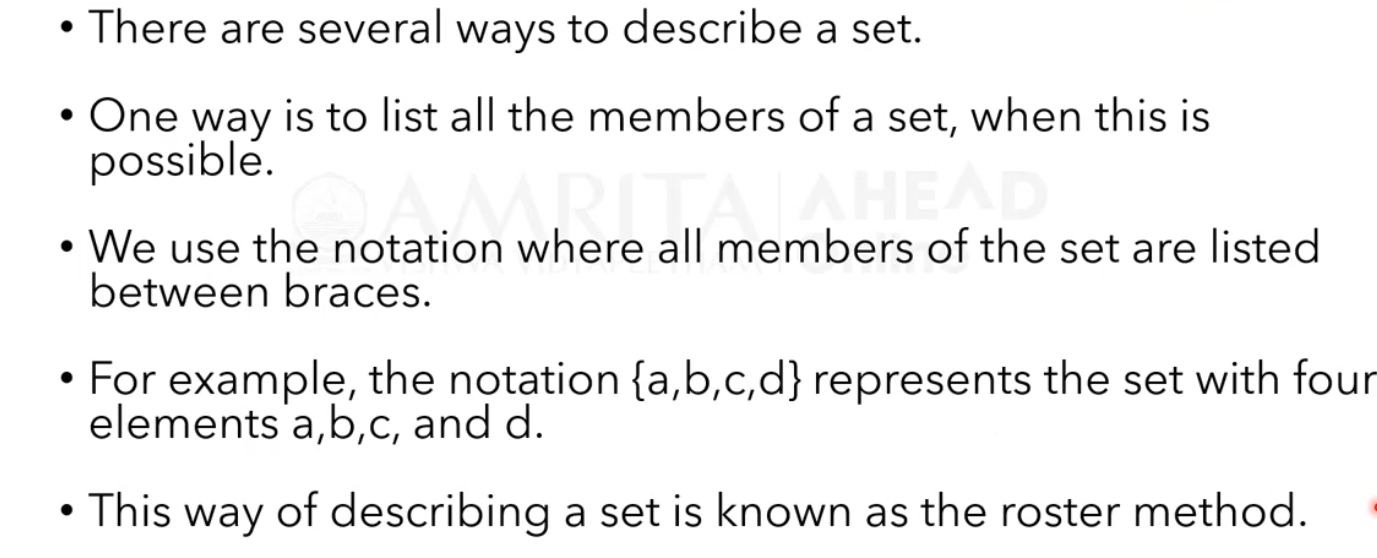 • There are several ways to describe a set.
• One way is to list all the members of a set, when this is
possible.
AMRITA AHEAD
• We use the notation where all members of the set are listed
between braces.
VISHWA VIDYAPEETHAM Online
• For example, the notation {a,b,c,d} represents the set with four
elements a,b,c, and d.
• This way of describing a set is known as the roster method.